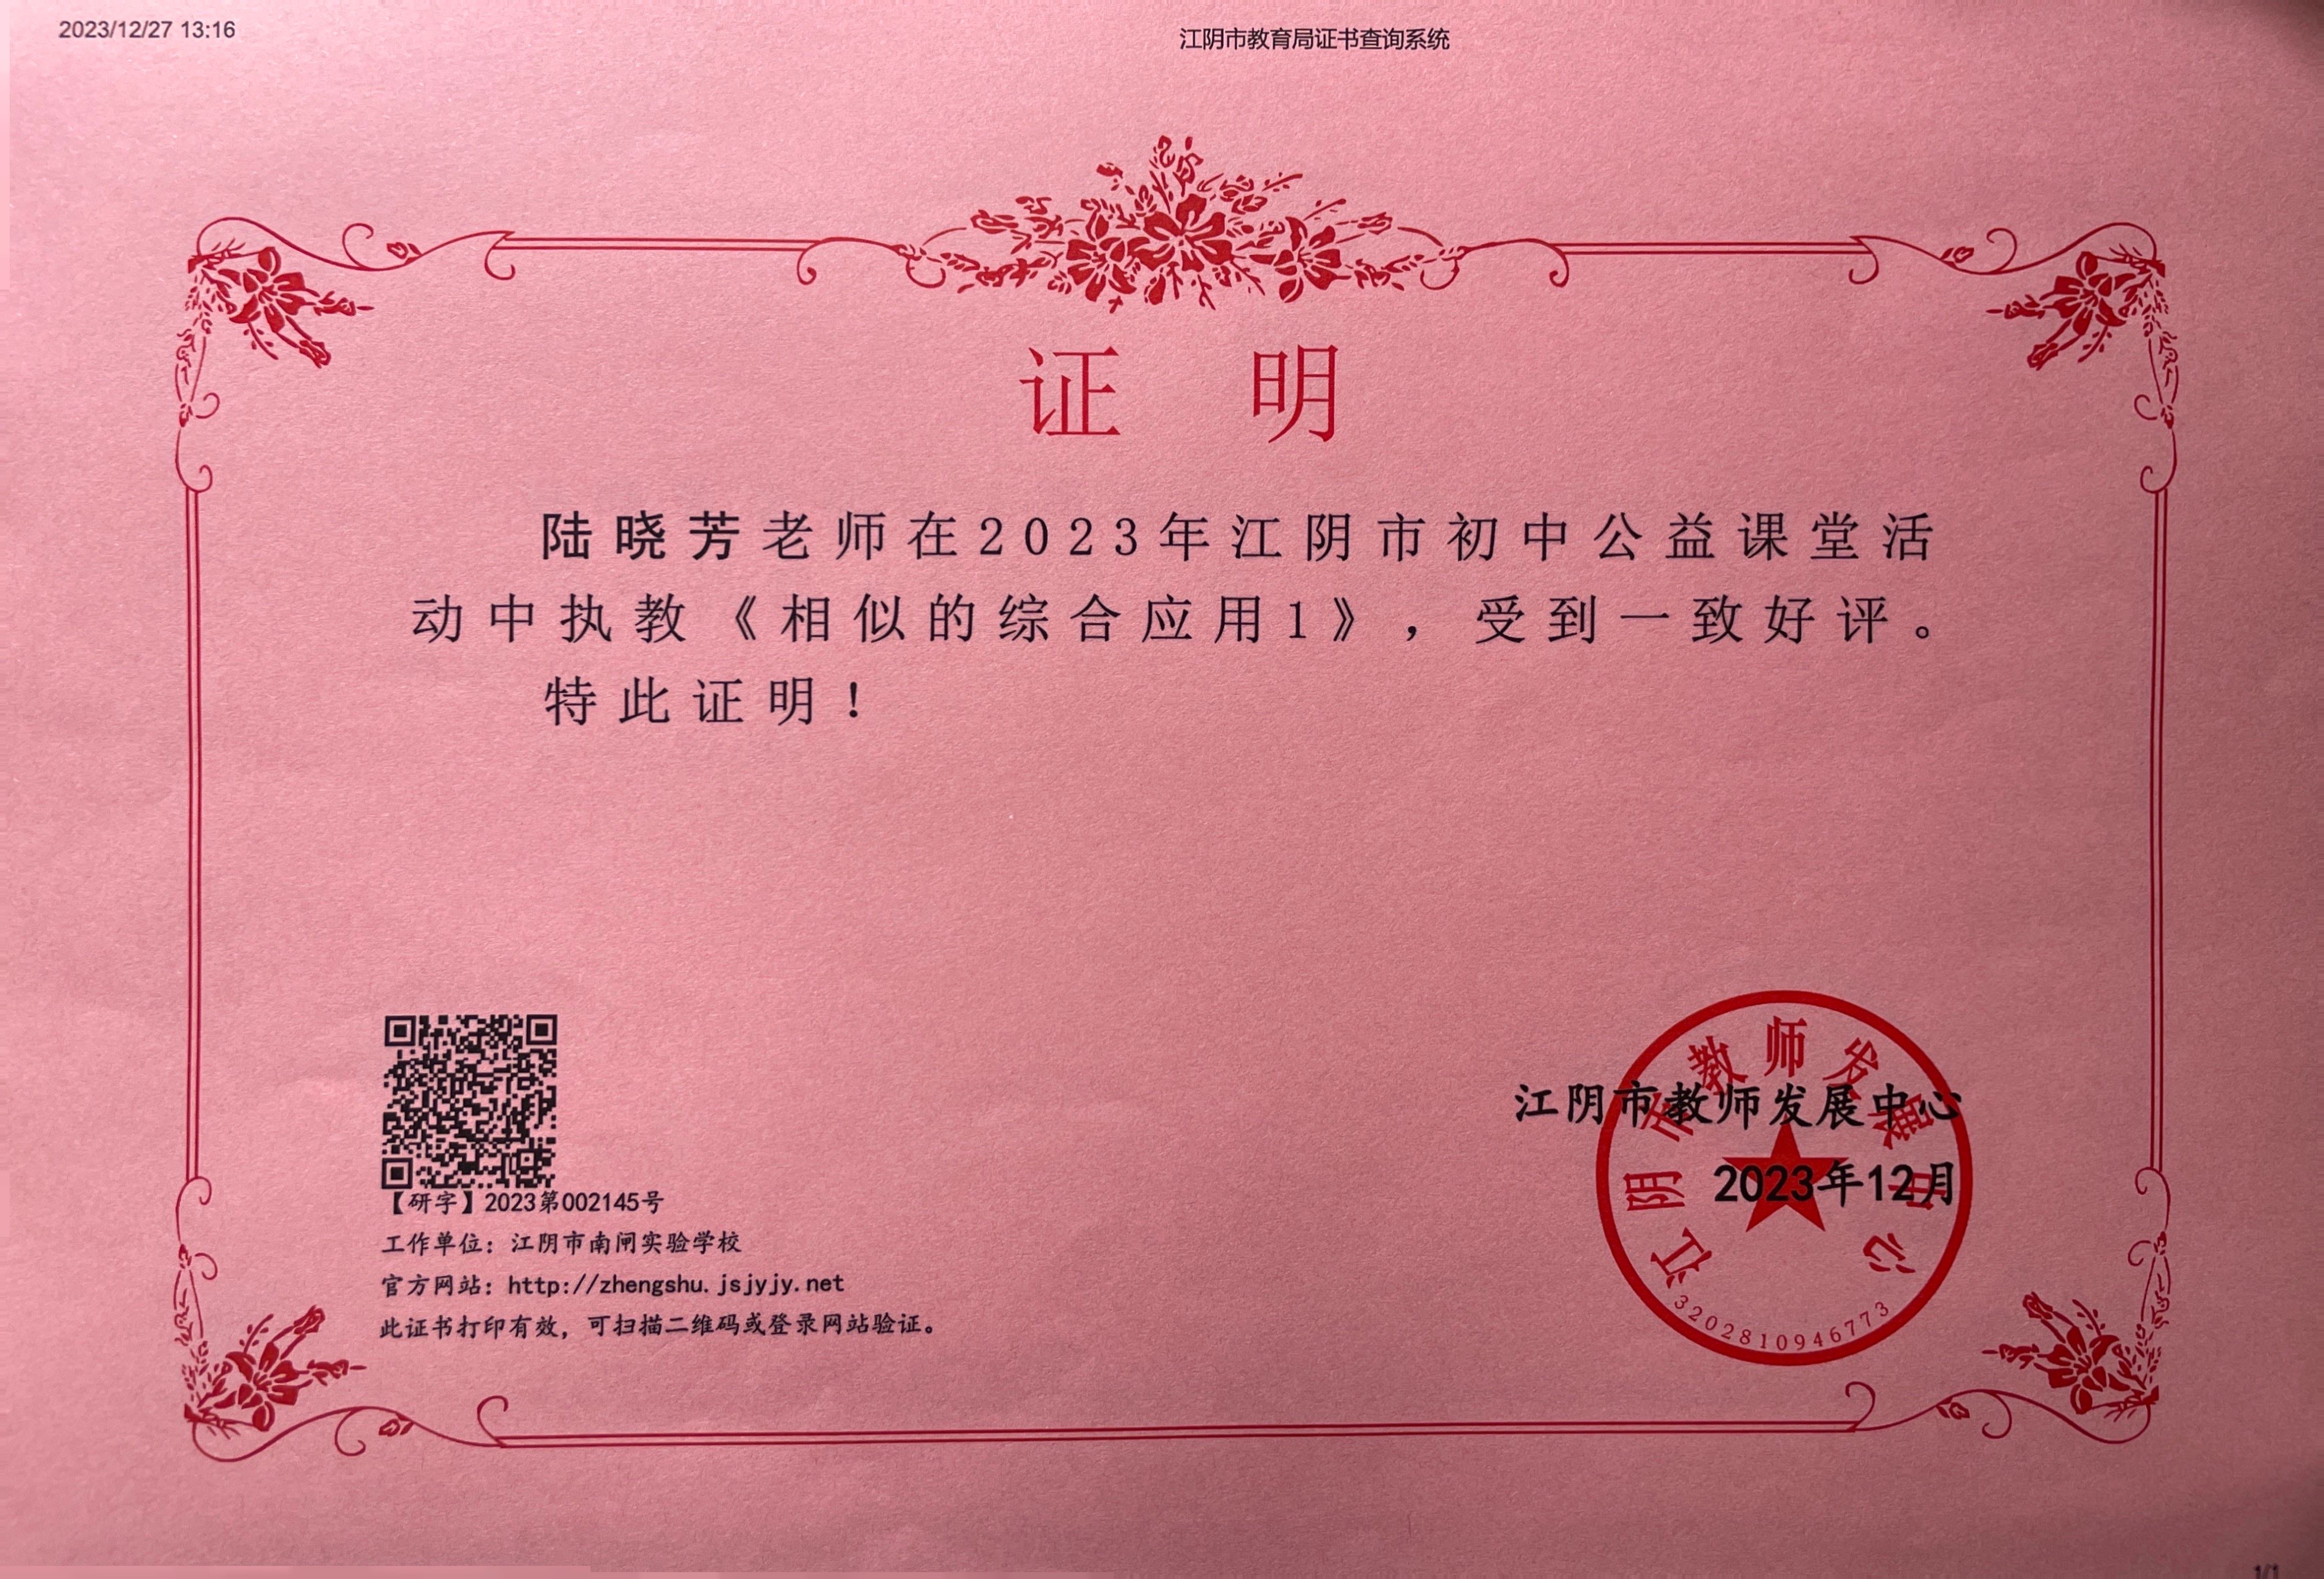 2023/12/27 13:16
江阴市教育局证书查询系统
证 明
陆晓芳老师在2023年江阴市初中公益课堂活
动中执教《相似的综合应用1》，受到一致好评。
特此证明！
江阴市教师发展中心
2023年12月
江阴市教师发展中心
3202810946773
【研字】2023第002145号
工作单位：江阴市南闸实验学校
官方网站：http://zhengshu.jsjyjy.net
此证书打印有效，可扫描二维码或登录网站验证。
1/1